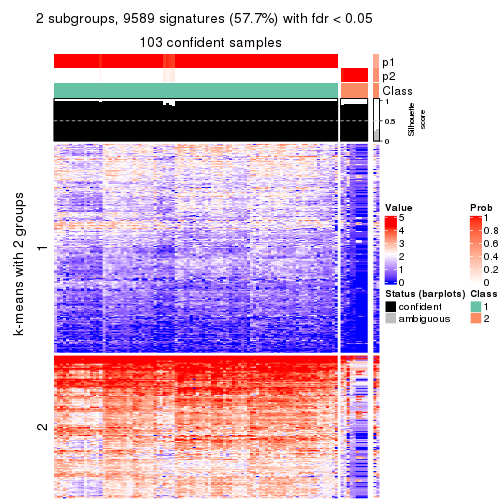 2 subgroups, 9589 signatures (57.7%) with fdr < 0.05
103 confident samples
p1
p2
Class
1
0.5
0
Silhouette
score
k-means with 2 groups
1
2
Value
5
4
3
2
1
0
Prob
1
0.8
0.6
0.4
0.2
0
Status (barplots)
confident
ambiguous
Class
1
2